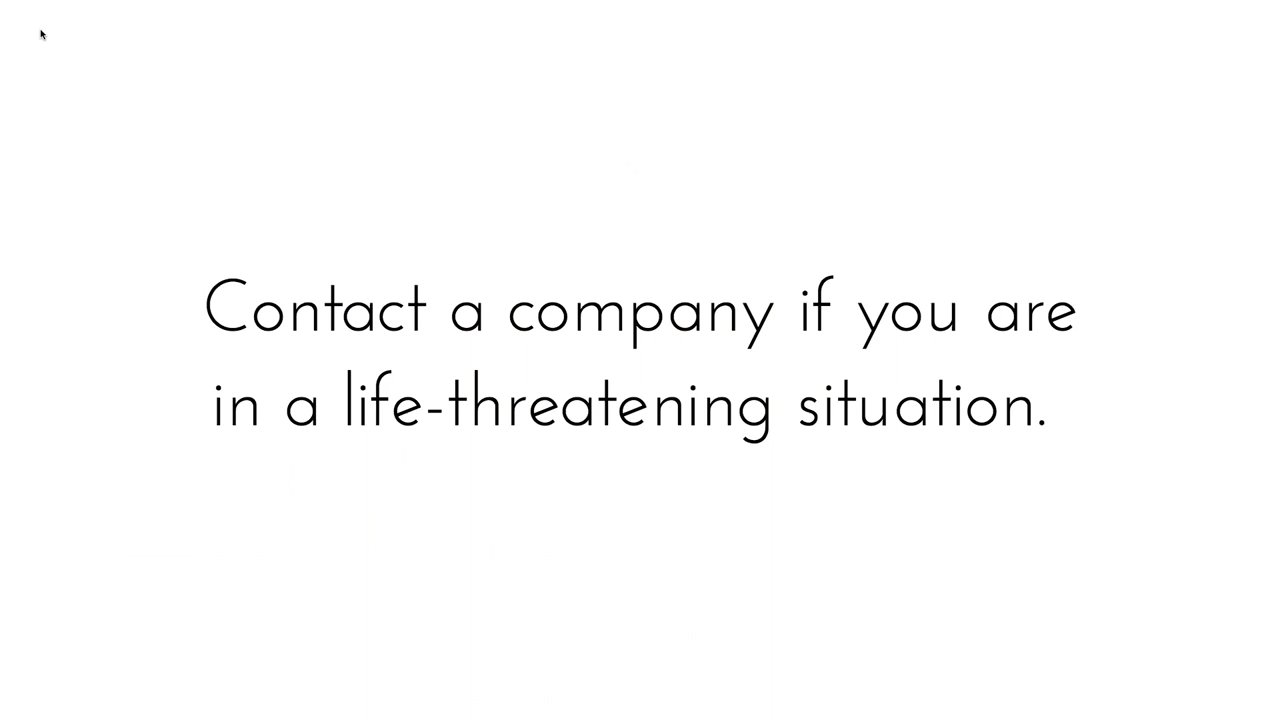 Contact a company if you are
in a life-threatening situation.